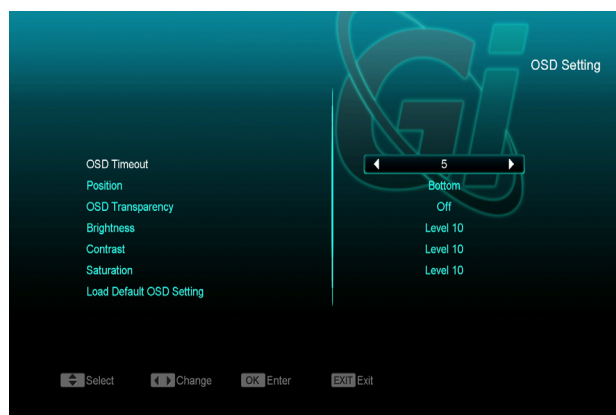 OSD Setting
OSD Timeout 5
Position Bottom
OSD Transparency Off
Brightness Level 10
Contrast Level 10
Saturation Level 10
Load Default OSD Setting
Select Change OK Enter EXIT Exit
Gi